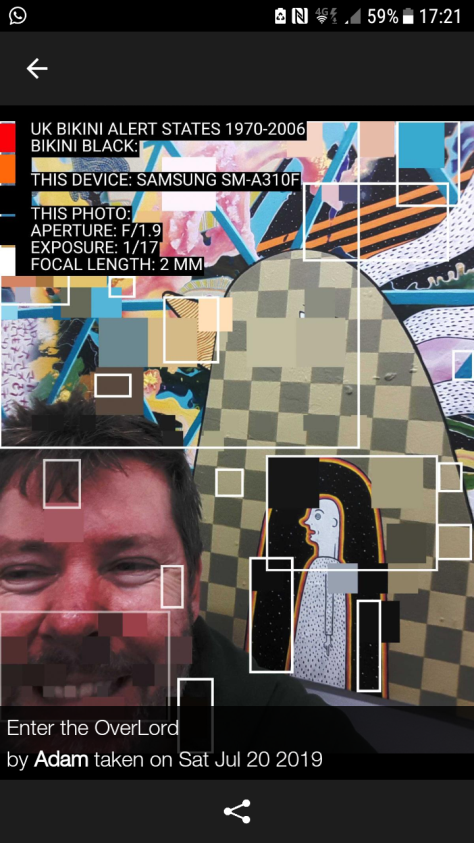 4G
59%
17:21
UK BIKINI ALERT STATES 1970-2006
BIKINI BLACK:
THIS DEVICE: SAMSUNG SM-A310F
THIS PHOTO:
APERTURE: F/1.9
EXPOSURE: 1/17
FOCAL LENGTH: 2 MM
Enter the OverLord
by Adam taken on Sat Jul 20 2019